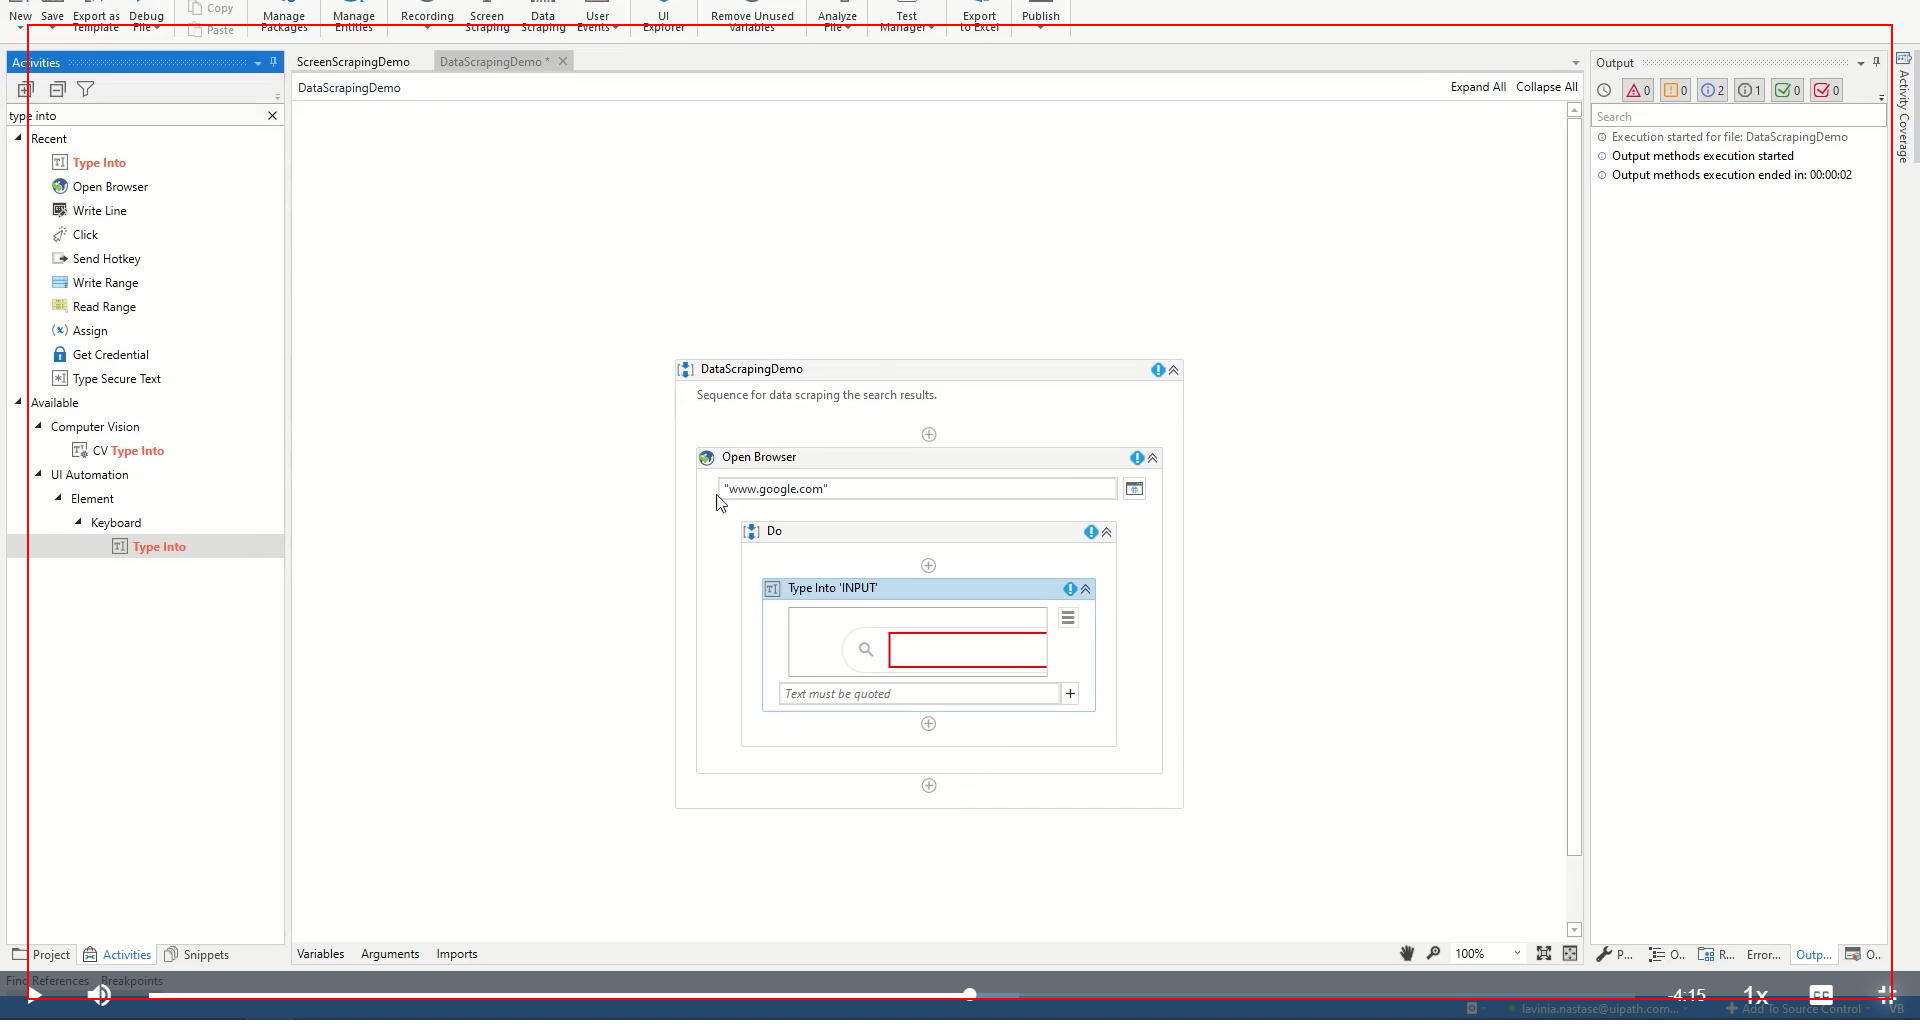 New Save Export as Template Debug File Copy Paste Manage Packages Manage Entities Recording Screen Scraping Data Scraping User Events UI Explorer Remove Unused Variables Analyze File Test Manager Export to Excel Publish
Activities
type into
Recent
Type Into
Open Browser
Write Line
Click
Send Hotkey
Write Range
Read Range
Assign
Get Credential
Type Secure Text
Available
Computer Vision
CV Type Into
UI Automation
Element
Keyboard
Type Into
Project Activities Snippets
ScreenScrapingDemo DataScrapingDemo *
DataScrapingDemo Expand All Collapse All
DataScrapingDemo
Sequence for data scraping the search results.
Open Browser
"www.google.com"
Do
Type Into 'INPUT'
Text must be quoted
Variables Arguments Imports 100%
Output
0 0 2 1 0 0
Search
Execution started for file: DataScrapingDemo
Output methods execution started
Output methods execution ended in: 00:00:02
P... O.. R... Error... Outp... O..
Activity Coverage
Find References Breakpoints
-4:15 1x CC
lavinia.nastase@uipath.com... Add To Source Control VB